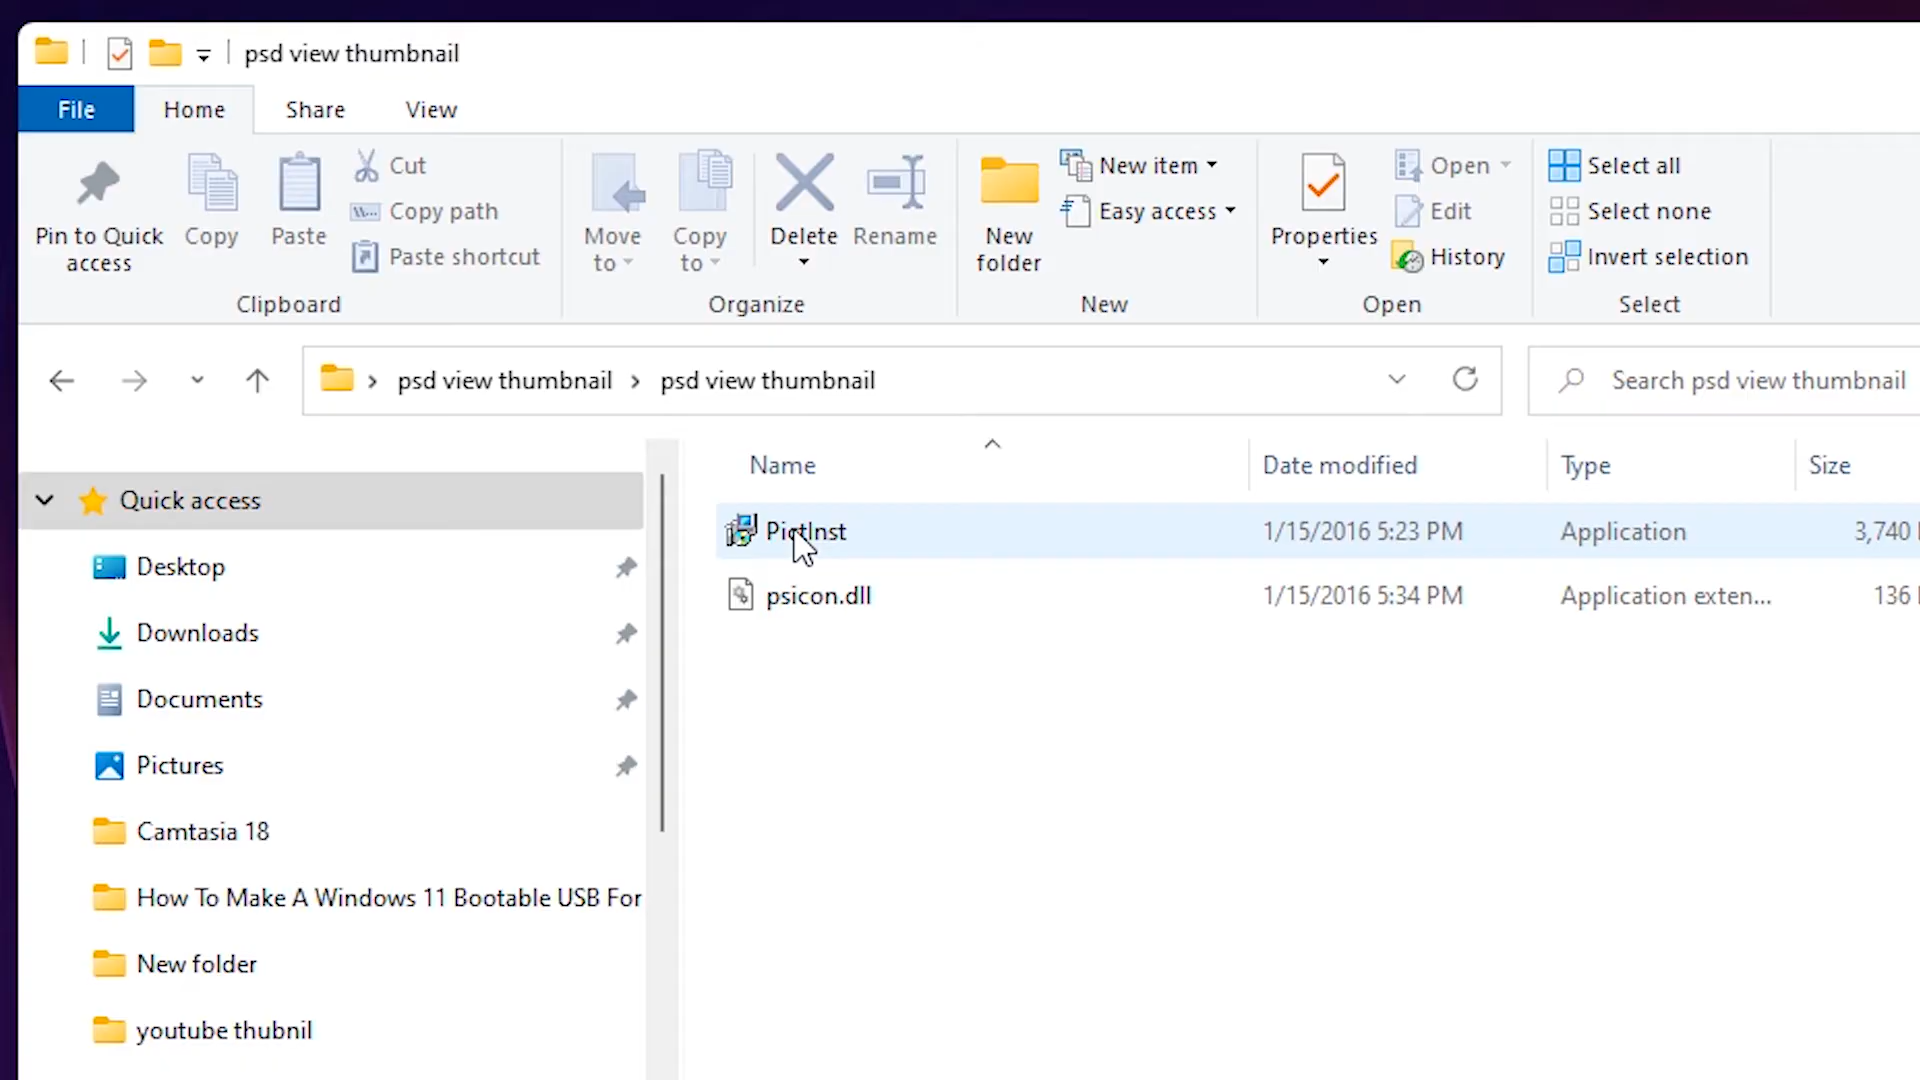 psd view thumbnail
File Home Share View
Pin to Quick access
Copy
Paste
Cut
Copy path
Paste shortcut
Clipboard
Move to
Copy to
Delete
Rename
Organize
New folder
New item
Easy access
New
Properties
Open
Edit
History
Open
Select all
Select none
Invert selection
Select
psd view thumbnail > psd view thumbnail
Search psd view thumbnail
Name Date modified Type Size
Quick access
Desktop
Downloads
Documents
Pictures
Camtasia 18
How To Make A Windows 11 Bootable USB For
New folder
youtube thubnil
PictInst 1/15/2016 5:23 PM Application 3,740
psicon.dll 1/15/2016 5:34 PM Application exten... 136